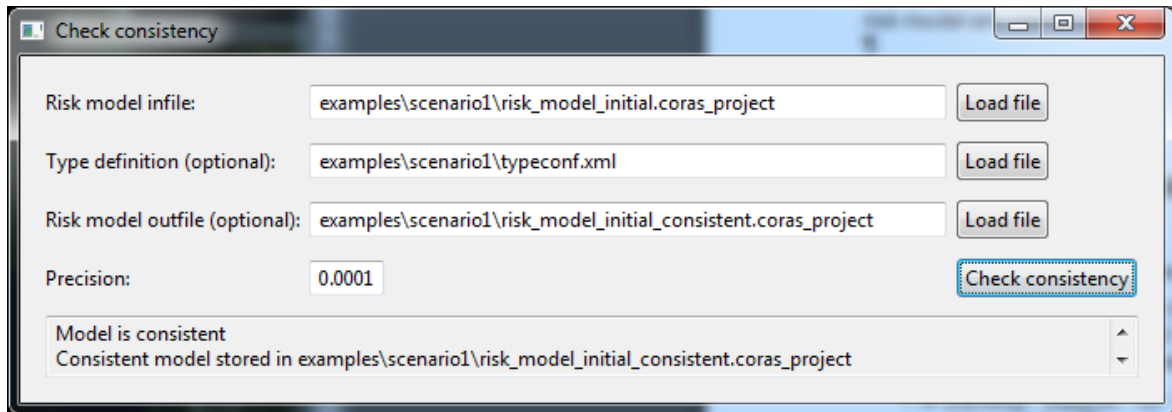 Check consistency
Risk model infile: examples\scenario1\risk_model_initial.coras_project Load file
Type definition (optional): examples\scenario1\typeconf.xml Load file
Risk model outfile (optional): examples\scenario1\risk_model_initial_consistent.coras_project Load file
Precision: 0.0001 Check consistency
Model is consistent
Consistent model stored in examples\scenario1\risk_model_initial_consistent.coras_project